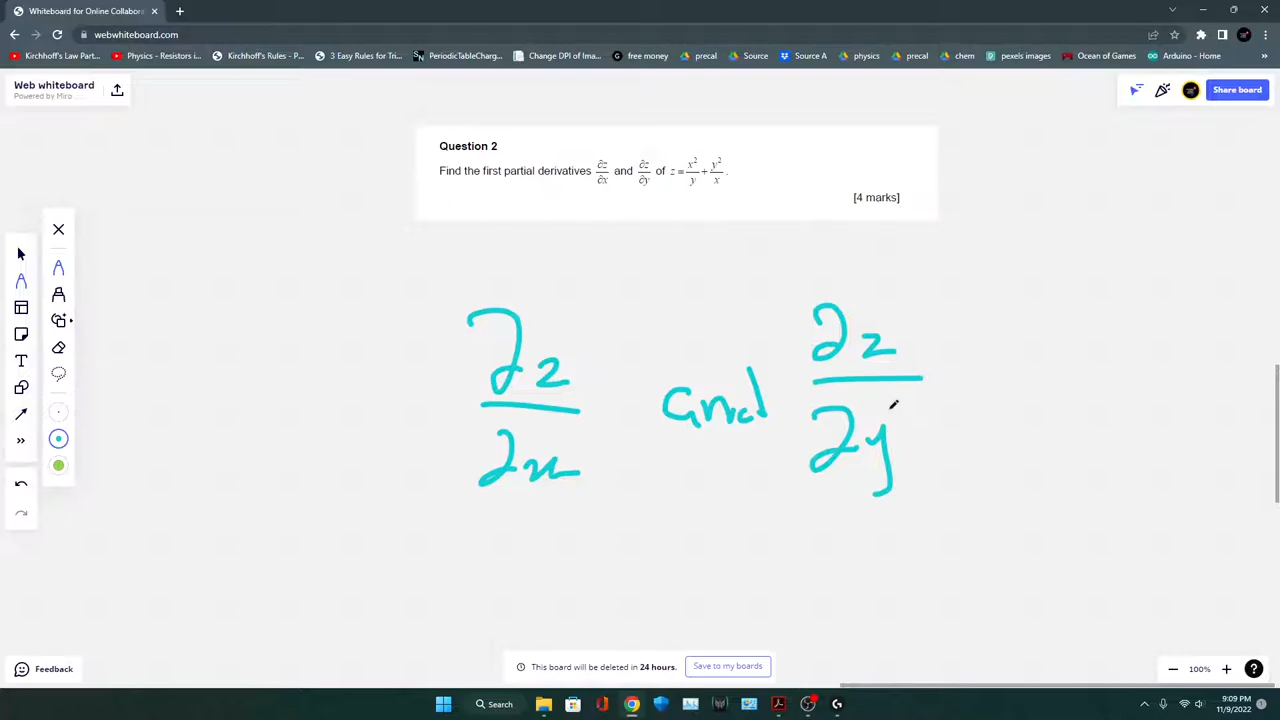 Whiteboard for Online Collabora
webwhiteboard.com
Kirchhoff's Law Part...
Physics - Resistors i...
Kirchhoff's Rules - P...
3 Easy Rules for Tri...
PeriodicTableCharg...
Change DPI of Ima...
free money
precal
Source
Source A
physics
precal
chem
pexels images
Ocean of Games
Arduino - Home
Web whiteboard
Powered by Miro
Share board
Question 2
Find the first partial derivatives ∂z/∂x and ∂z/∂y of z = x²/y + y²/x.
[4 marks]
∂z/∂x and ∂z/∂y
Feedback
This board will be deleted in 24 hours.
Save to my boards
100%
Search
9:09 PM
11/9/2022